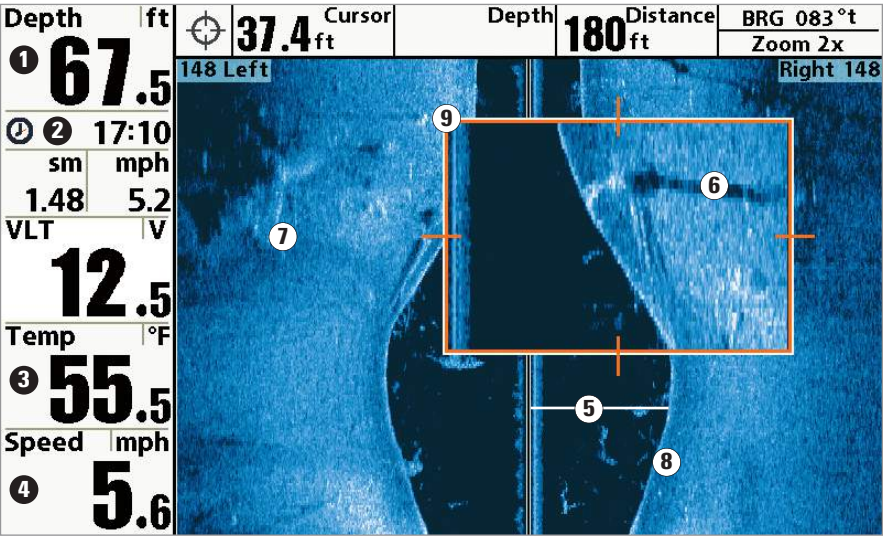 Depth ft
1 67.5
2 17:10
sm mph
1.48 5.2
VLT V
12.5
Temp °F
3 55.5
Speed mph
4 5.6
37.4 ft Cursor
Depth
180 ft Distance
BRG 083°t
Zoom 2x
148 Left
Right 148
9
6
7
5
8